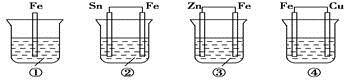 Fe Sn Fe Zn Fe Fe Cu
① ② ③ ④